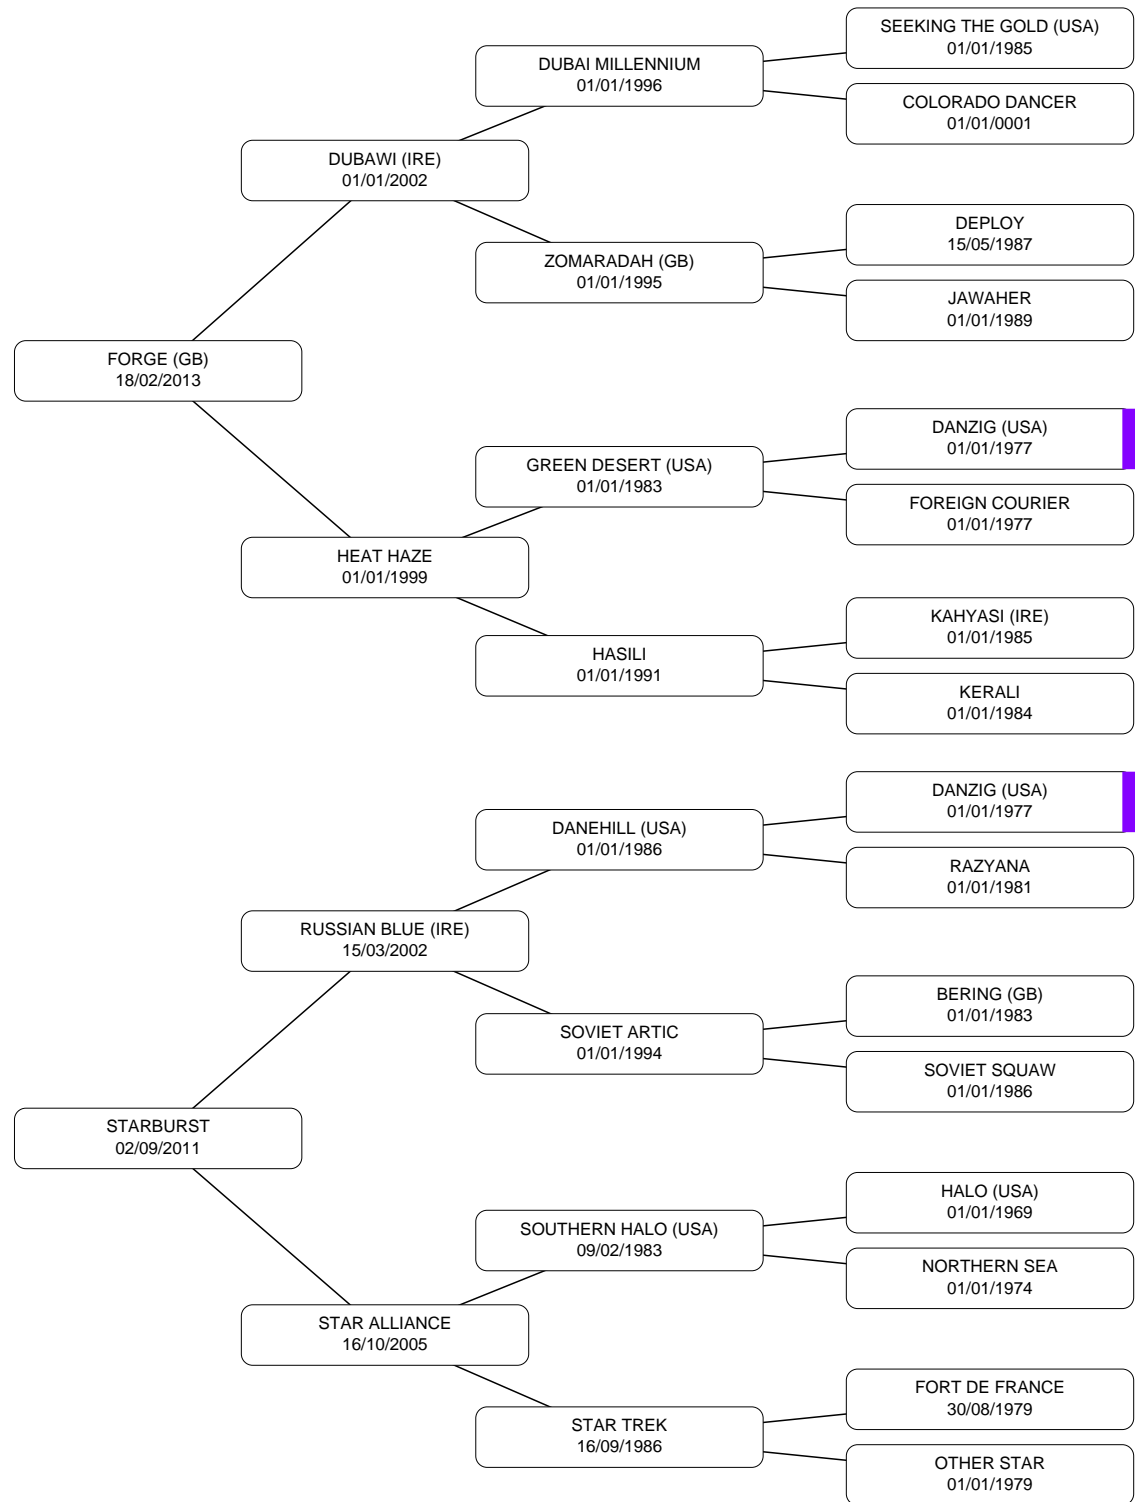 SEEKING THE GOLD (USA)
01/01/1985
DUBAI MILLENNIUM
01/01/1996
COLORADO DANCER
01/01/0001
DUBAWI (IRE)
01/01/2002
DEPLOY
15/05/1987
ZOMARADAH (GB)
01/01/1995
JAWAHER
01/01/1989
FORGE (GB)
18/02/2013
DANZIG (USA)
01/01/1977
GREEN DESERT (USA)
01/01/1983
FOREIGN COURIER
01/01/1977
HEAT HAZE
01/01/1999
KAHYASI (IRE)
01/01/1985
HASILI
01/01/1991
KERALI
01/01/1984
DANZIG (USA)
01/01/1977
DANEHILL (USA)
01/01/1986
RAZYANA
01/01/1981
RUSSIAN BLUE (IRE)
15/03/2002
BERING (GB)
01/01/1983
SOVIET ARTIC
01/01/1994
SOVIET SQUAW
01/01/1986
STARBURST
02/09/2011
HALO (USA)
01/01/1969
SOUTHERN HALO (USA)
09/02/1983
NORTHERN SEA
01/01/1974
STAR ALLIANCE
16/10/2005
FORT DE FRANCE
30/08/1979
STAR TREK
16/09/1986
OTHER STAR
01/01/1979